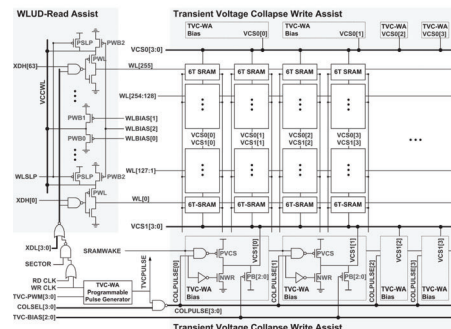 WLUD-Read Assist
Transient Voltage Collapse Write Assist
TVC-WA Bias VCS0[0]
TVC-WA Bias VCS0[1]
TVC-WA VCS0[2]
TVC-WA VCS0[3]
VCS0[3:0]
PSLP
PWB2
XDH[63]
PWL
WL[255]
6T SRAM 6T SRAM 6T SRAM 6T SRAM
VCCWL
WL[254:128]
PWB1
WLBIAS[1]
WLBIAS[2]
PWB0
WLBIAS[0]
VCS0[0] VCS0[1] VCS0[2] VCS0[3]
VCS1[0] VCS1[1] VCS1[2] VCS1[3]
WLSLP
PSLP
PWB2
WL[127:1]
PWL
XDH[0]
WL[0]
6T-SRAM 6T-SRAM 6T-SRAM 6T-SRAM
VCS1[3:0]
XDL[3:0]
SRAMWAKE
SECTOR
RD CLK
WR CLK
TVC-PWM[3:0]
COLSEL[3:0]
TVC-BIAS[2:0]
TVC-WA
Programmable
Pulse Generator
TVCPULSE
COLPULSE[0]
PVCS
VCS1[0]
NWR
PB[2:0]
TVC-WA
Bias
COLPULSE[1]
PVCS
VCS1[1]
NWR
PB[2:0]
TVC-WA
Bias
COLPULSE[2]
VCS1[2]
TVC-WA
Bias
COLPULSE[3]
VCS1[3]
TVC-WA
Bias
COLPULSE[3:0]
Transient Voltage Collapse Write Assist